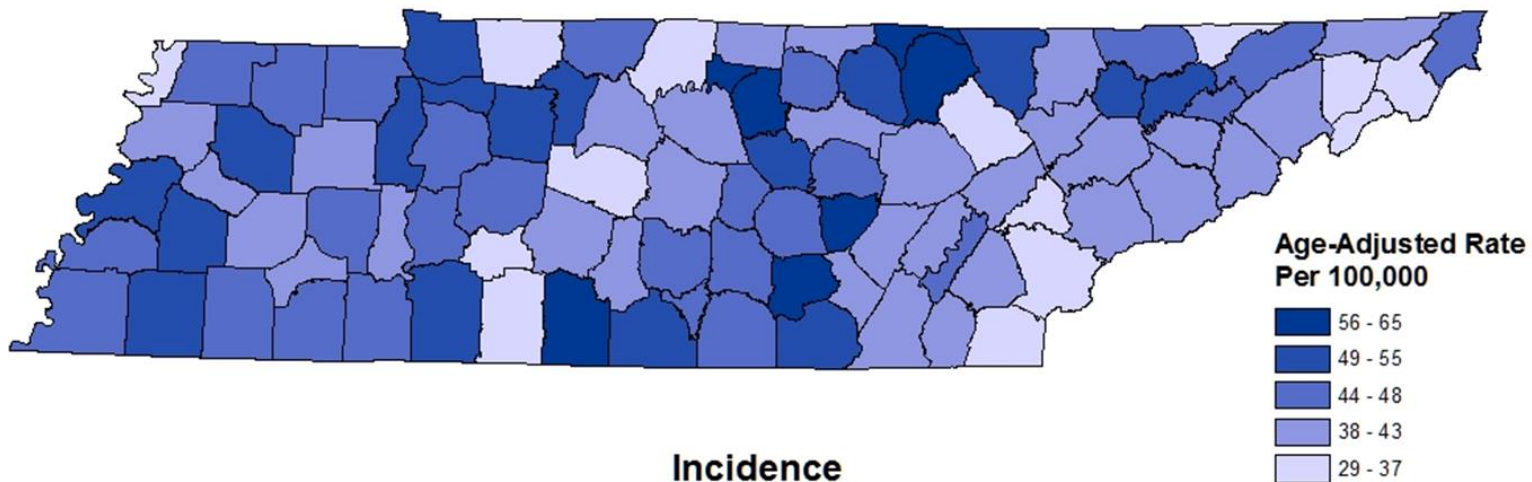 Age-Adjusted Rate
Per 100,000
56 - 65
49 - 55
44 - 48
38 - 43
29 - 37
Incidence